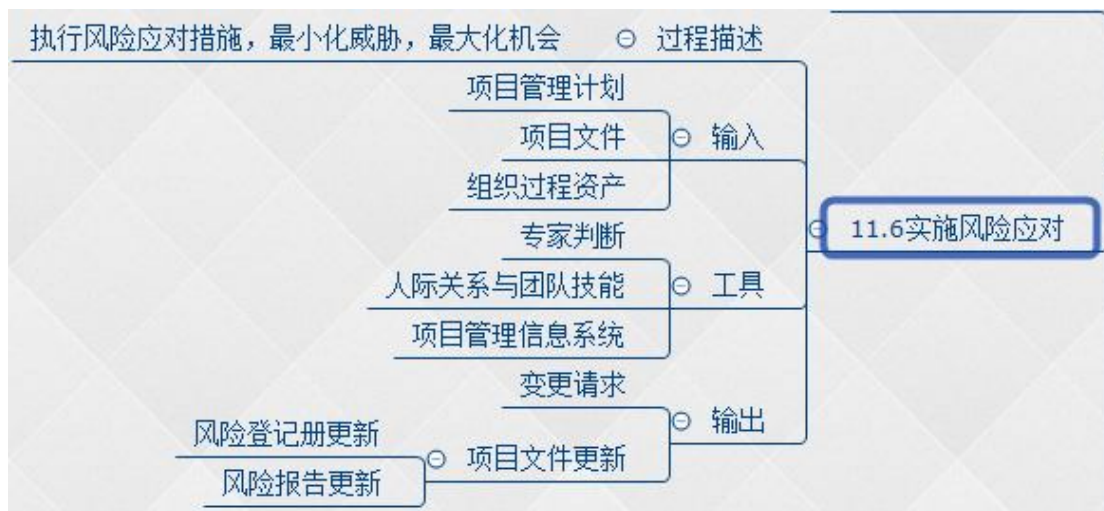 执行风险应对措施，最小化威胁，最大化机会
过程描述
项目管理计划
项目文件
输入
组织过程资产
11.6实施风险应对
专家判断
人际关系与团队技能
工具
项目管理信息系统
变更请求
输出
风险登记册更新
项目文件更新
风险报告更新